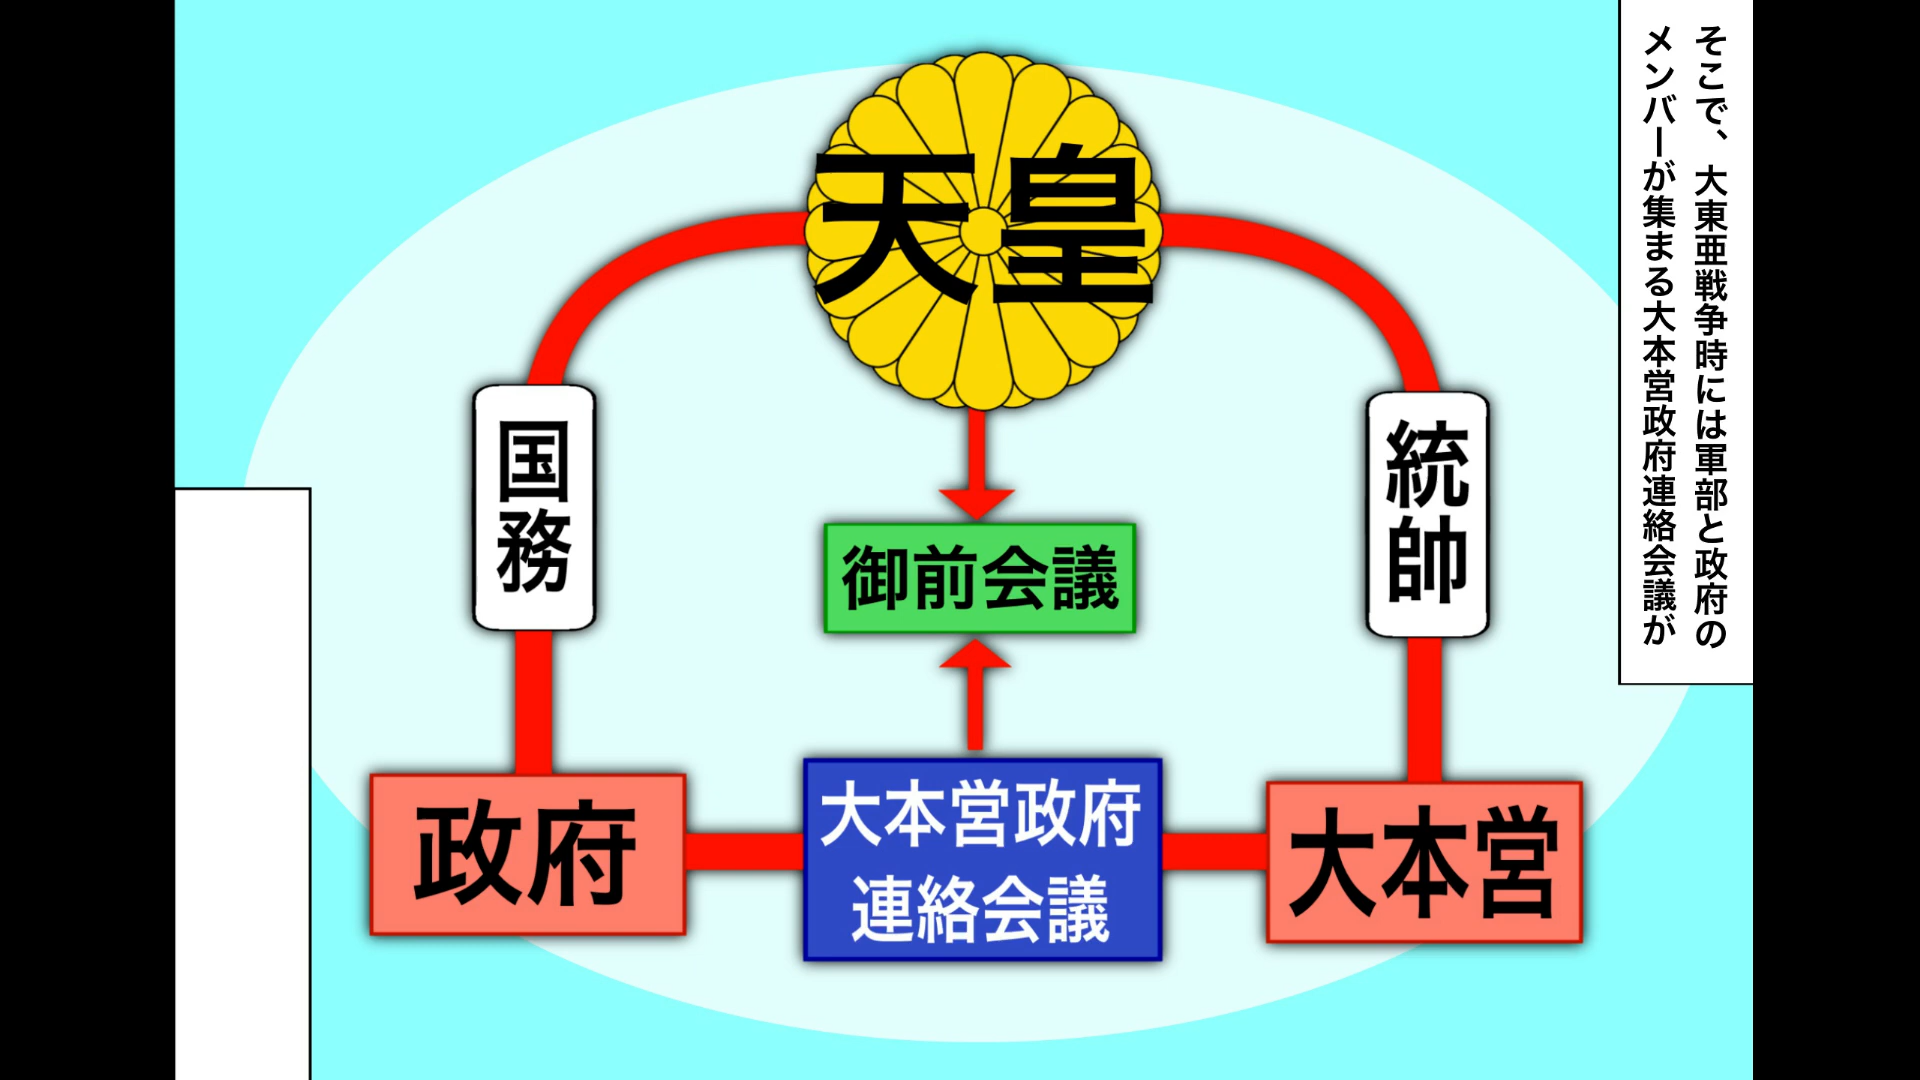 そこで、大東亜戦争時には軍部と政府の
メンバーが集まる大本営政府連絡会議が
天皇
国務
統帥
御前会議
政府
大本営政府
連絡会議
大本営